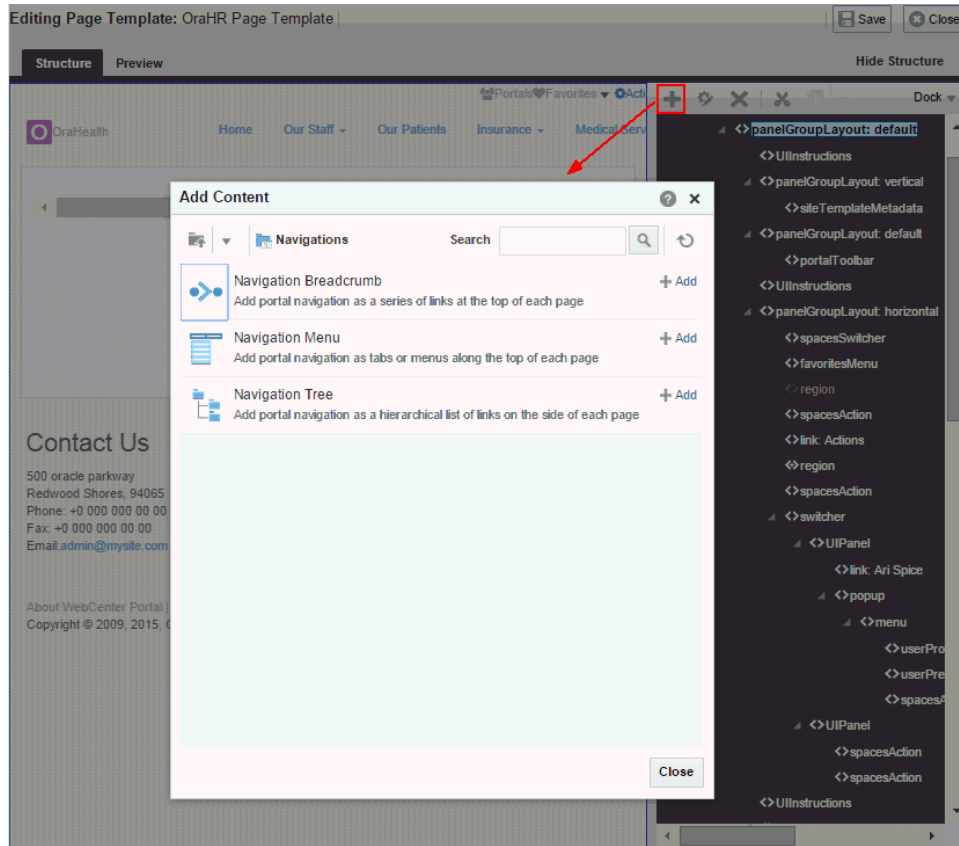 Editing Page Template: OraHR Page Template
Save
Close
Structure
Preview
Hide Structure
Portals
Favorites
Acti
Dock
OraHealth
Home
Our Staff
Our Patients
Insurance
Medical Serv
Add Content
Navigations
Search
Navigation Breadcrumb
Add portal navigation as a series of links at the top of each page
Add
Navigation Menu
Add portal navigation as tabs or menus along the top of each page
Add
Navigation Tree
Add portal navigation as a hierarchical list of links on the side of each page
Add
Close
Contact Us
500 oracle parkway
Redwood Shores, 94065
Phone: +0 000 000 00 00
Fax: +0 000 000 00 00
Email:admin@mysite.com
About WebCenter Portal |
Copyright © 2009, 2015,
<>panelGroupLayout: default
<>UIInstructions
<>panelGroupLayout: vertical
<>siteTemplateMetadata
<>panelGroupLayout: default
<>portalToolbar
<>UIInstructions
<>panelGroupLayout: horizontal
<>spacesSwitcher
<>favoritesMenu
<>region
<>spacesAction
<>link: Actions
<>region
<>spacesAction
<>switcher
<>UIPanel
<>link: Ari Spice
<>popup
<>menu
<>userPro
<>userPre
<>spacesA
<>UIPanel
<>spacesAction
<>spacesAction
<>UIInstructions